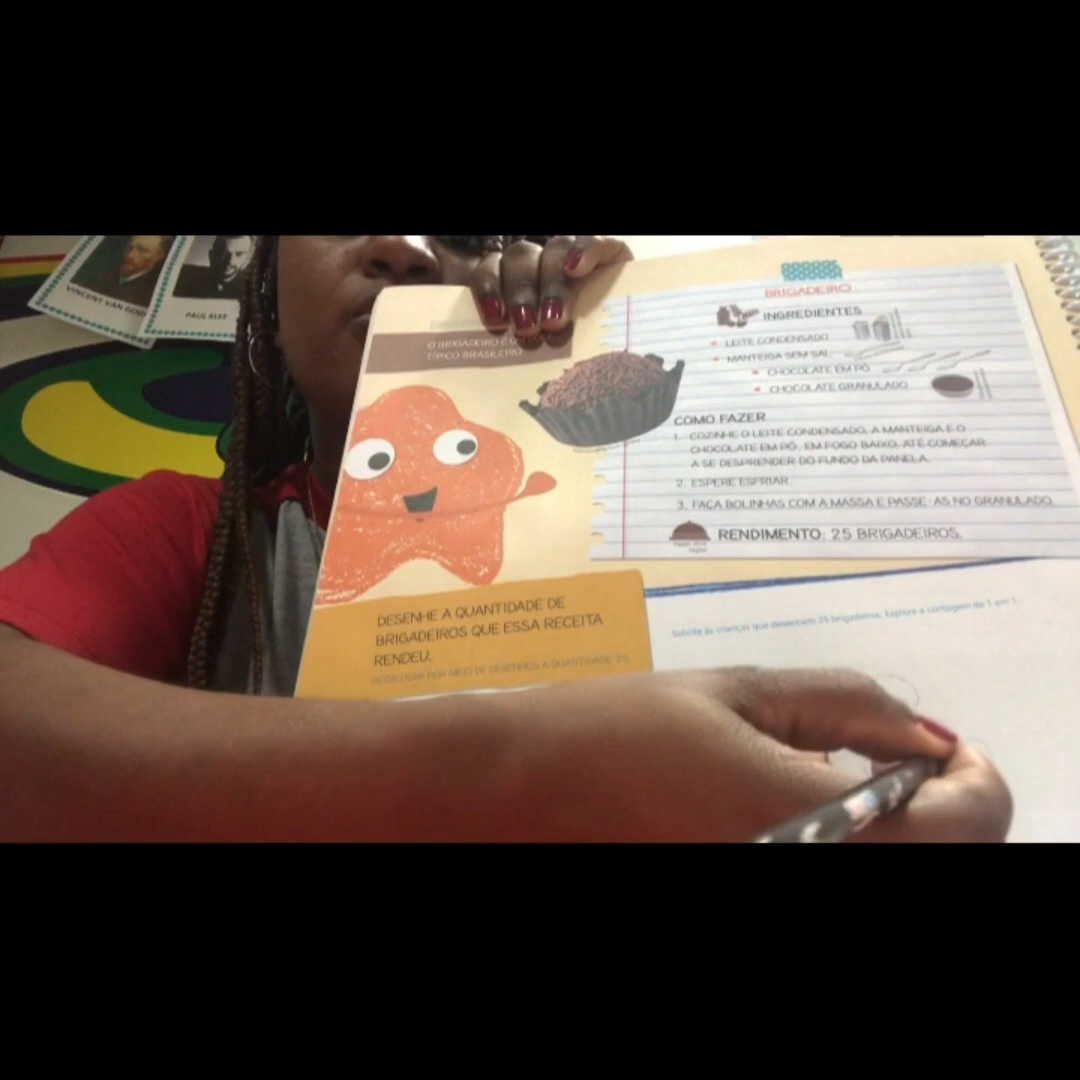 VINCENT VAN GOGH
PAUL KLEE
O BRIGADEIRO É
TÍPICO BRASILEIRO
BRIGADEIRO
INGREDIENTES
LEITE CONDENSADO
MANTEIGA SEM SAL
CHOCOLATE EM PÓ
CHOCOLATE GRANULADO
COMO FAZER
1. COZINHE O LEITE CONDENSADO, A MANTEIGA E O
CHOCOLATE EM PÓ, EM FOGO BAIXO, ATÉ COMEÇAR
A SE DESPRENDER DO FUNDO DA PANELA.
2. ESPERE ESFRIAR.
3. FAÇA BOLINHAS COM A MASSA E PASSE-AS NO GRANULADO.
RENDIMENTO: 25 BRIGADEIROS.
DESENHE A QUANTIDADE DE
BRIGADEIROS QUE ESSA RECEITA
RENDEU.
REGISTRAR POR MEIO DE DESENHOS A QUANTIDADE 25.
Solicite às crianças que desenhem 25 brigadeiros. Explore a contagem de 1 em 1.